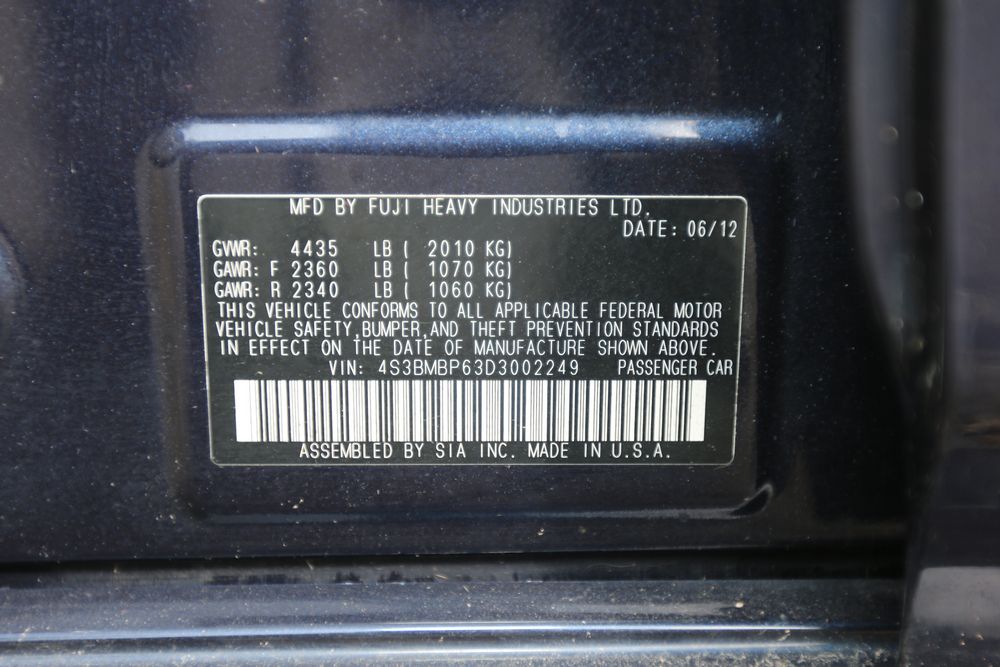 MFD BY FUJI HEAVY INDUSTRIES LTD.
DATE: 06/12
GVWR: 4435 LB ( 2010 KG)
GAWR: F 2360 LB ( 1070 KG)
GAWR: R 2340 LB ( 1060 KG)
THIS VEHICLE CONFORMS TO ALL APPLICABLE FEDERAL MOTOR
VEHICLE SAFETY,BUMPER,AND THEFT PREVENTION STANDARDS
IN EFFECT ON THE DATE OF MANUFACTURE SHOWN ABOVE.
VIN: 4S3BMBP63D3002249 PASSENGER CAR
ASSEMBLED BY SIA INC. MADE IN U.S.A.